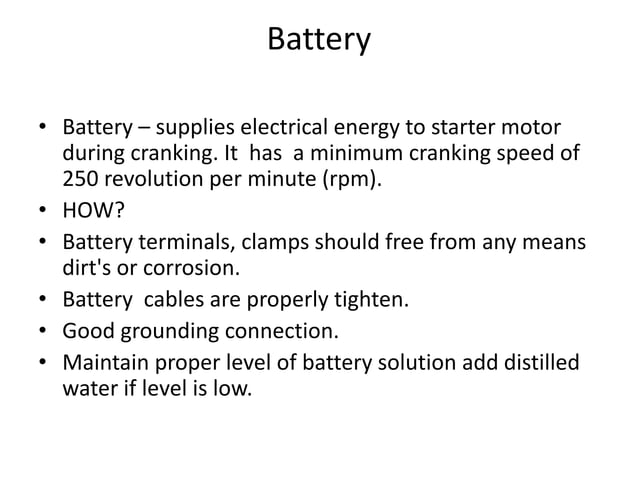 Battery
• Battery – supplies electrical energy to starter motor
during cranking. It  has  a minimum cranking speed of
250 revolution per minute (rpm).
• HOW?
• Battery terminals, clamps should free from any means
dirt's or corrosion.
• Battery  cables are properly tighten.
• Good grounding connection.
• Maintain proper level of battery solution add distilled
water if level is low.